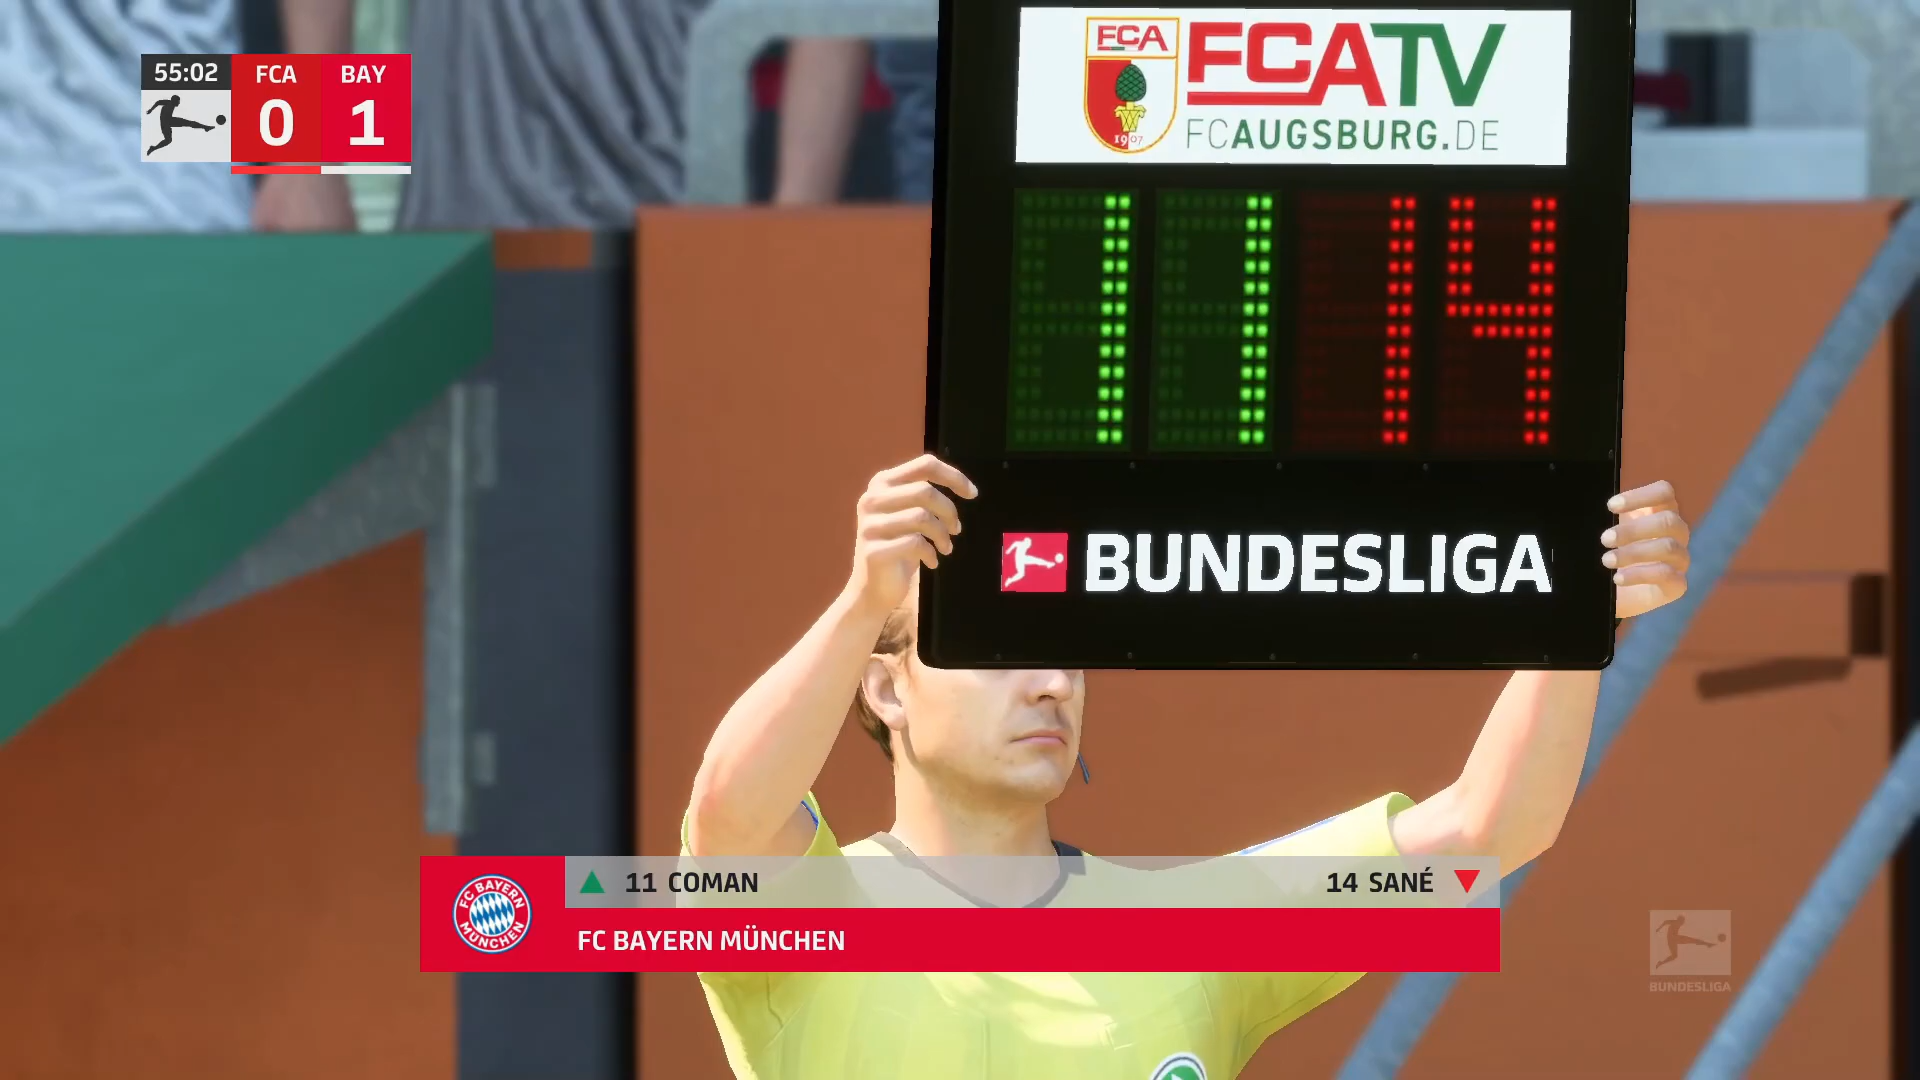 55:02 FCA BAY
0 1
FCA FCATV
1907 FCAUGSBURG.DE
11 14
BUNDESLIGA
11 COMAN 14 SANÉ
FC BAYERN MÜNCHEN
FC BAYERN MÜNCHEN
BUNDESLIGA